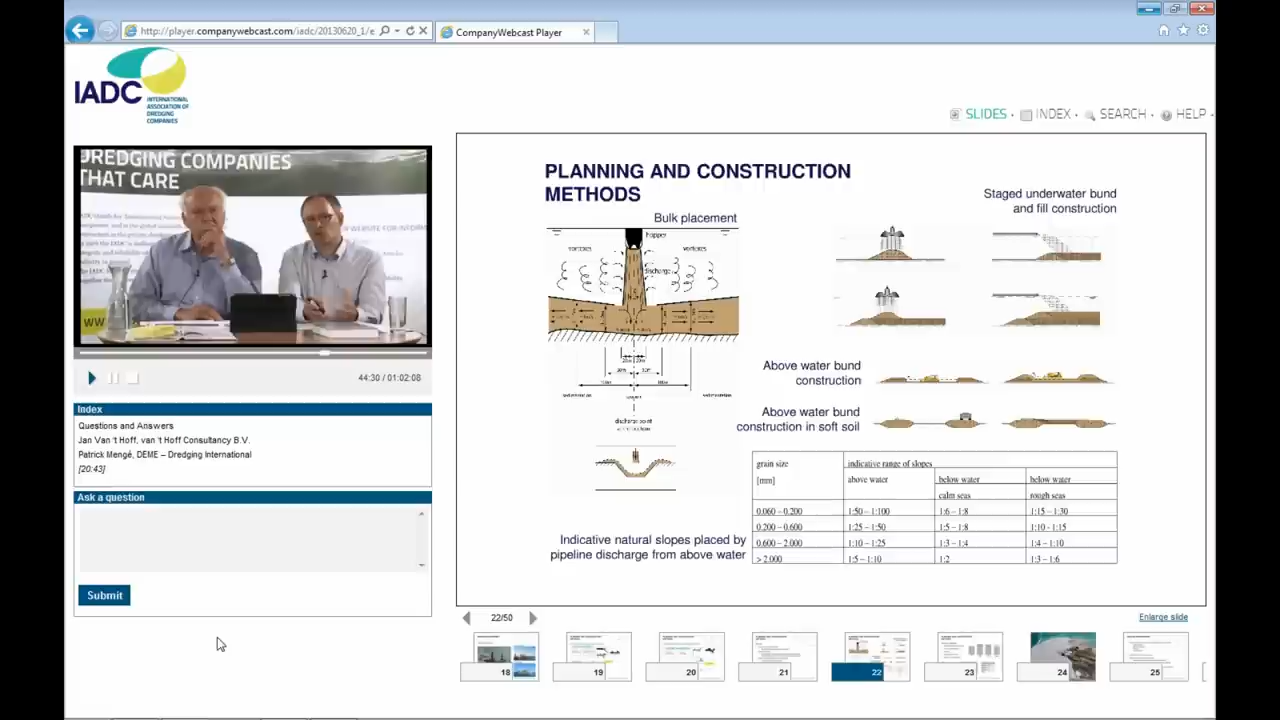 http://player.companywebcast.com/iadc/20130620_1/e
CompanyWebcast Player
IADC
INTERNATIONAL
ASSOCIATION OF
DREDGING
COMPANIES
SLIDES
INDEX
SEARCH
HELP
DREDGING COMPANIES
THAT CARE
WW
44:30 / 01:02:08
Index
Questions and Answers
Jan Van 't Hoff, van 't Hoff Consultancy B.V.
Patrick Mengé, DEME – Dredging International
[20:43]
Ask a question
Submit
PLANNING AND CONSTRUCTION
METHODS
Bulk placement
hopper
vortexes
vortexes
discharge
discharge point
Staged underwater bund
and fill construction
Above water bund
construction
Above water bund
construction in soft soil
Indicative natural slopes placed by
pipeline discharge from above water
grain size indicative range of slopes
[mm] above water below water below water
calm seas rough seas
0.060 – 0.200 1:50 – 1:100 1:6 – 1:8 1:15 – 1:30
0.200 – 0.600 1:25 – 1:50 1:5 – 1:8 1:10 - 1:15
0.600 – 2.000 1:10 – 1:25 1:3 – 1:4 1:4 – 1:10
> 2.000 1:5 – 1:10 1:2 1:3 – 1:6
22/50
Enlarge slide
18 19 20 21 22 23 24 25